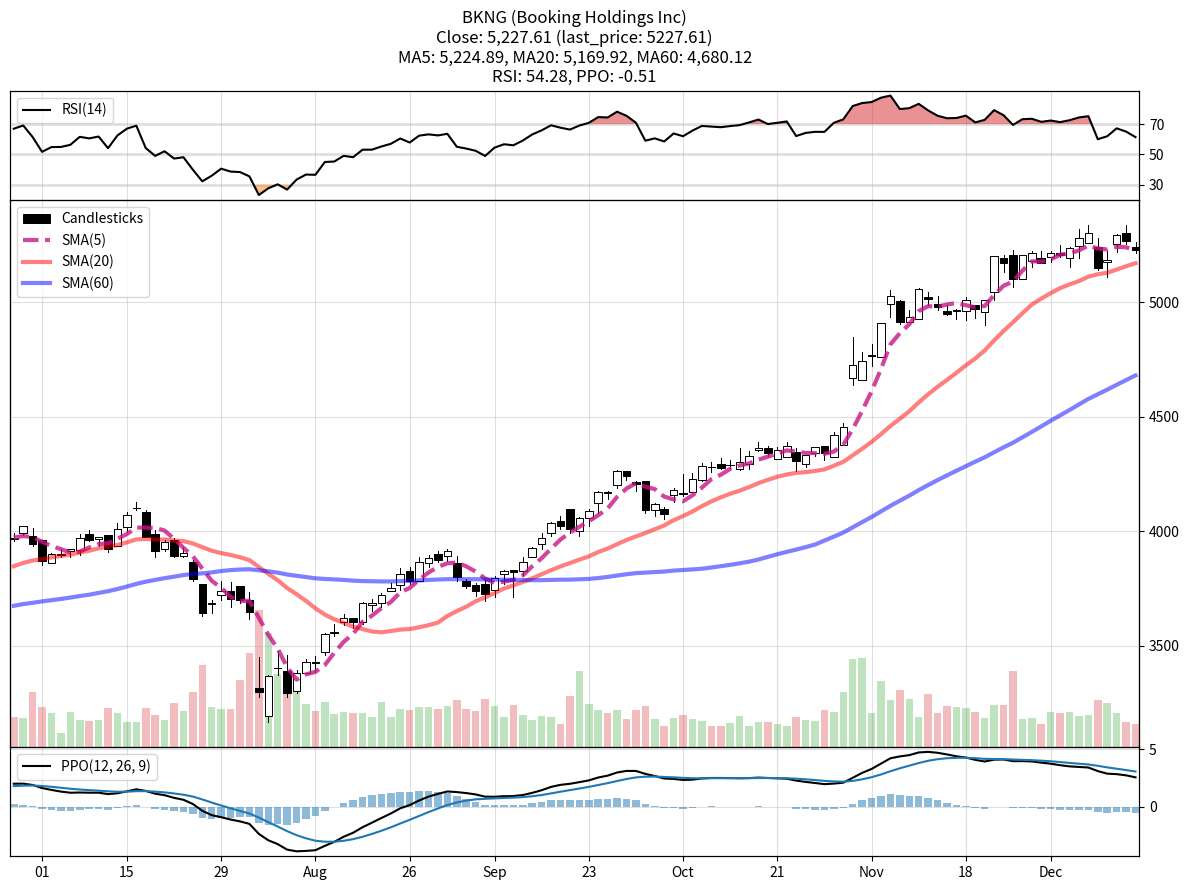 BKNG (Booking Holdings Inc)
Close: 5,227.61 (last_price: 5227.61)
MA5: 5,224.89, MA20: 5,169.92, MA60: 4,680.12
RSI: 54.28, PPO: -0.51
RSI(14)
70
50
30
Candlesticks
SMA(5)
SMA(20)
SMA(60)
5000
4500
4000
3500
PPO(12, 26, 9)
5
0
01 15 29 Aug 26 Sep 23 Oct 21 Nov 18 Dec